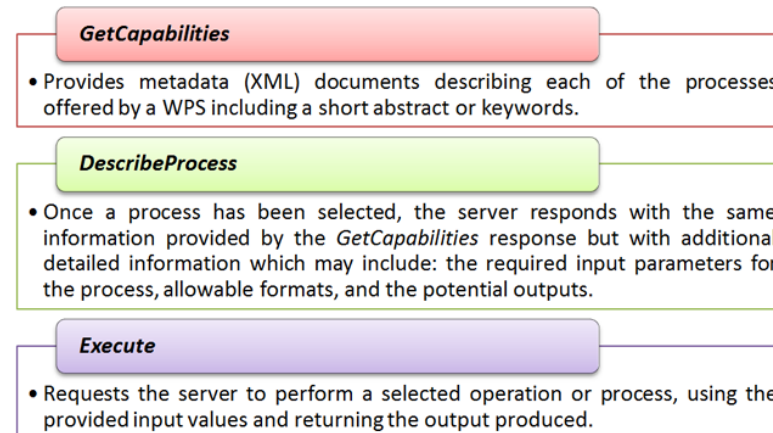 GetCapabilities
• Provides metadata (XML) documents describing each of the processes
offered by a WPS including a short abstract or keywords.
DescribeProcess
• Once a process has been selected, the server responds with the same
information provided by the GetCapabilities response but with additional
detailed information which may include: the required input parameters for
the process, allowable formats, and the potential outputs.
Execute
• Requests the server to perform a selected operation or process, using the
provided input values and returning the output produced.